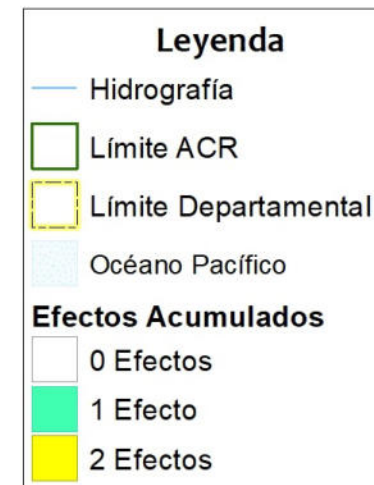 Leyenda
Hidrografía
Límite ACR
Límite Departamental
Océano Pacífico
Efectos Acumulados
0 Efectos
1 Efecto
2 Efectos